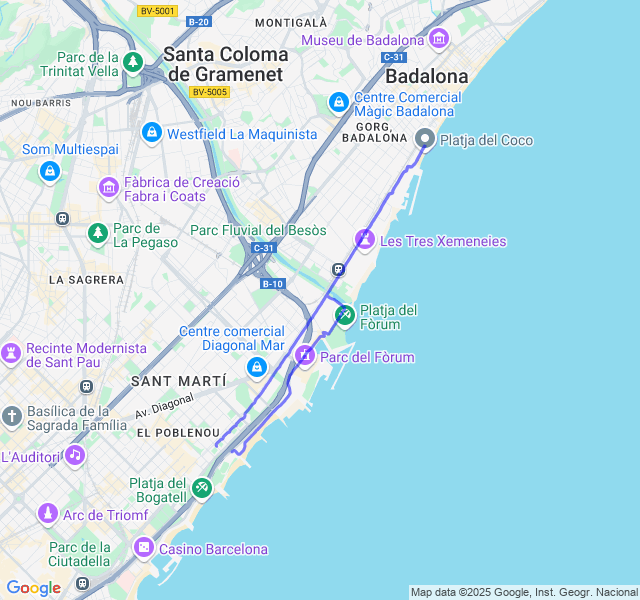 BV-5001
B-20
MONTIGALÀ
Museu de Badalona
Parc de la
Trinitat Vella
Santa Coloma
de Gramenet
C-31
Badalona
BV-5005
NOU BARRIS
Centre Comercial
Màgic Badalona
Westfield La Maquinista
GORG,
BADALONA
Platja del Coco
Som Multiespai
Fàbrica de Creació
Fabra i Coats
Parc de
La Pegaso
Parc Fluvial del Besòs
C-31
Les Tres Xemeneies
LA SAGRERA
B-10
Platja del
Fòrum
Centre comercial
Diagonal Mar
Recinte Modernista
de Sant Pau
Parc del Fòrum
SANT MARTÍ
Av. Diagonal
Basílica de la
Sagrada Família
EL POBLENOU
L'Auditori
Platja del
Bogatell
Arc de Triomf
Parc de la
Ciutadella
Casino Barcelona
Google
Map data ©2025 Google, Inst. Geogr. Nacional